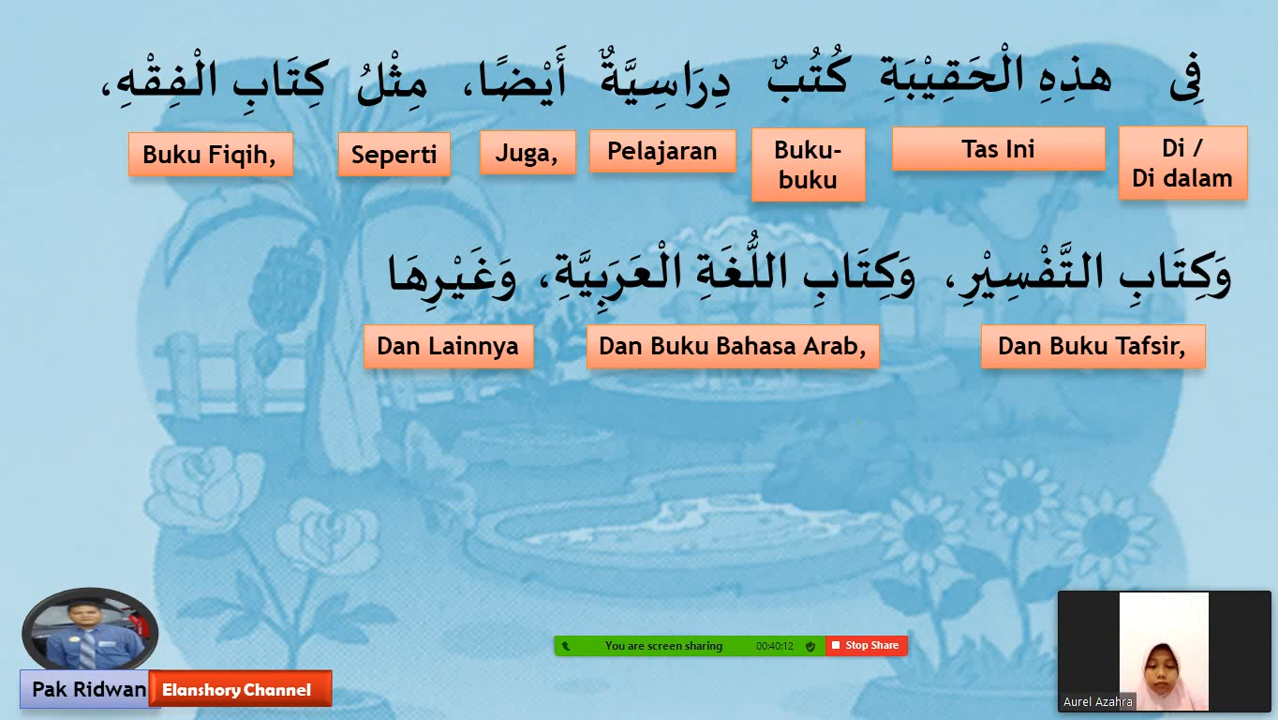 فِى هذِهِ الْحَقِيْبَةِ كُتُبٌ دِرَاسِيَّةٌ أَيْضًا، مِثْلُ كِتَابِ الْفِقْهِ،
Di / Di dalam
Tas Ini
Buku-buku
Pelajaran
Juga,
Seperti
Buku Fiqih,
وَكِتَابِ التَّفْسِيْرِ، وَكِتَابِ اللُّغَةِ الْعَرَبِيَّةِ، وَغَيْرِهَا
Dan Buku Tafsir,
Dan Buku Bahasa Arab,
Dan Lainnya
You are screen sharing 00:40:12 Stop Share
Pak Ridwan Elanshory Channel
Aurel Azahra